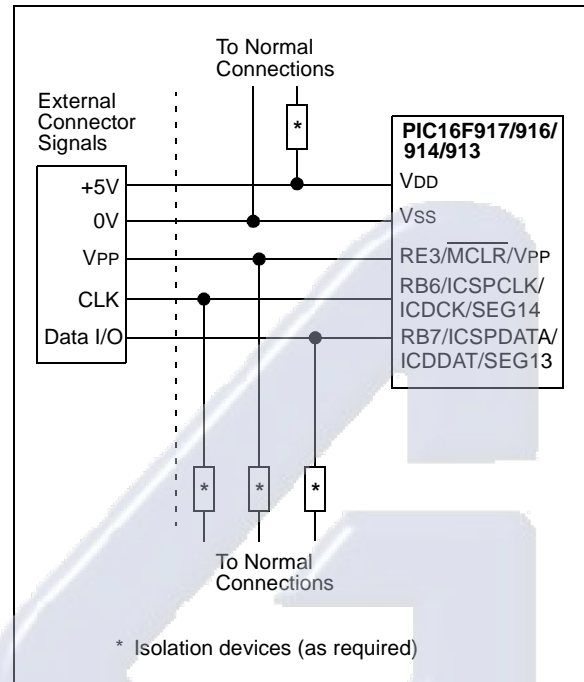 To Normal
Connections
External
Connector
Signals
*
PIC16F917/916/
914/913
+5V
VDD
0V
VSS
VPP
RE3/MCLR/VPP
CLK
RB6/ICSPCLK/
ICDCK/SEG14
Data I/O
RB7/ICSPDATA/
ICDDAT/SEG13
* * *
To Normal
Connections
* Isolation devices (as required)